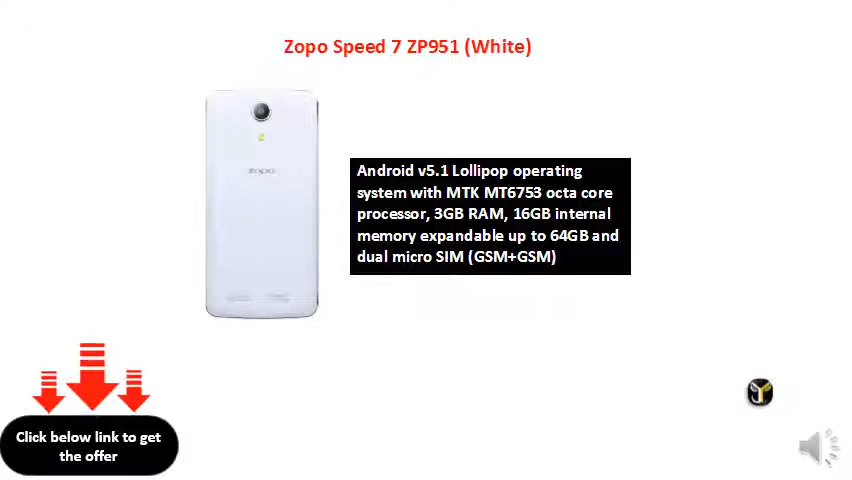 Zopo Speed 7 ZP951 (White)
zopo
Android v5.1 Lollipop operating
system with MTK MT6753 octa core
processor, 3GB RAM, 16GB internal
memory expandable up to 64GB and
dual micro SIM (GSM+GSM)
Click below link to get
the offer